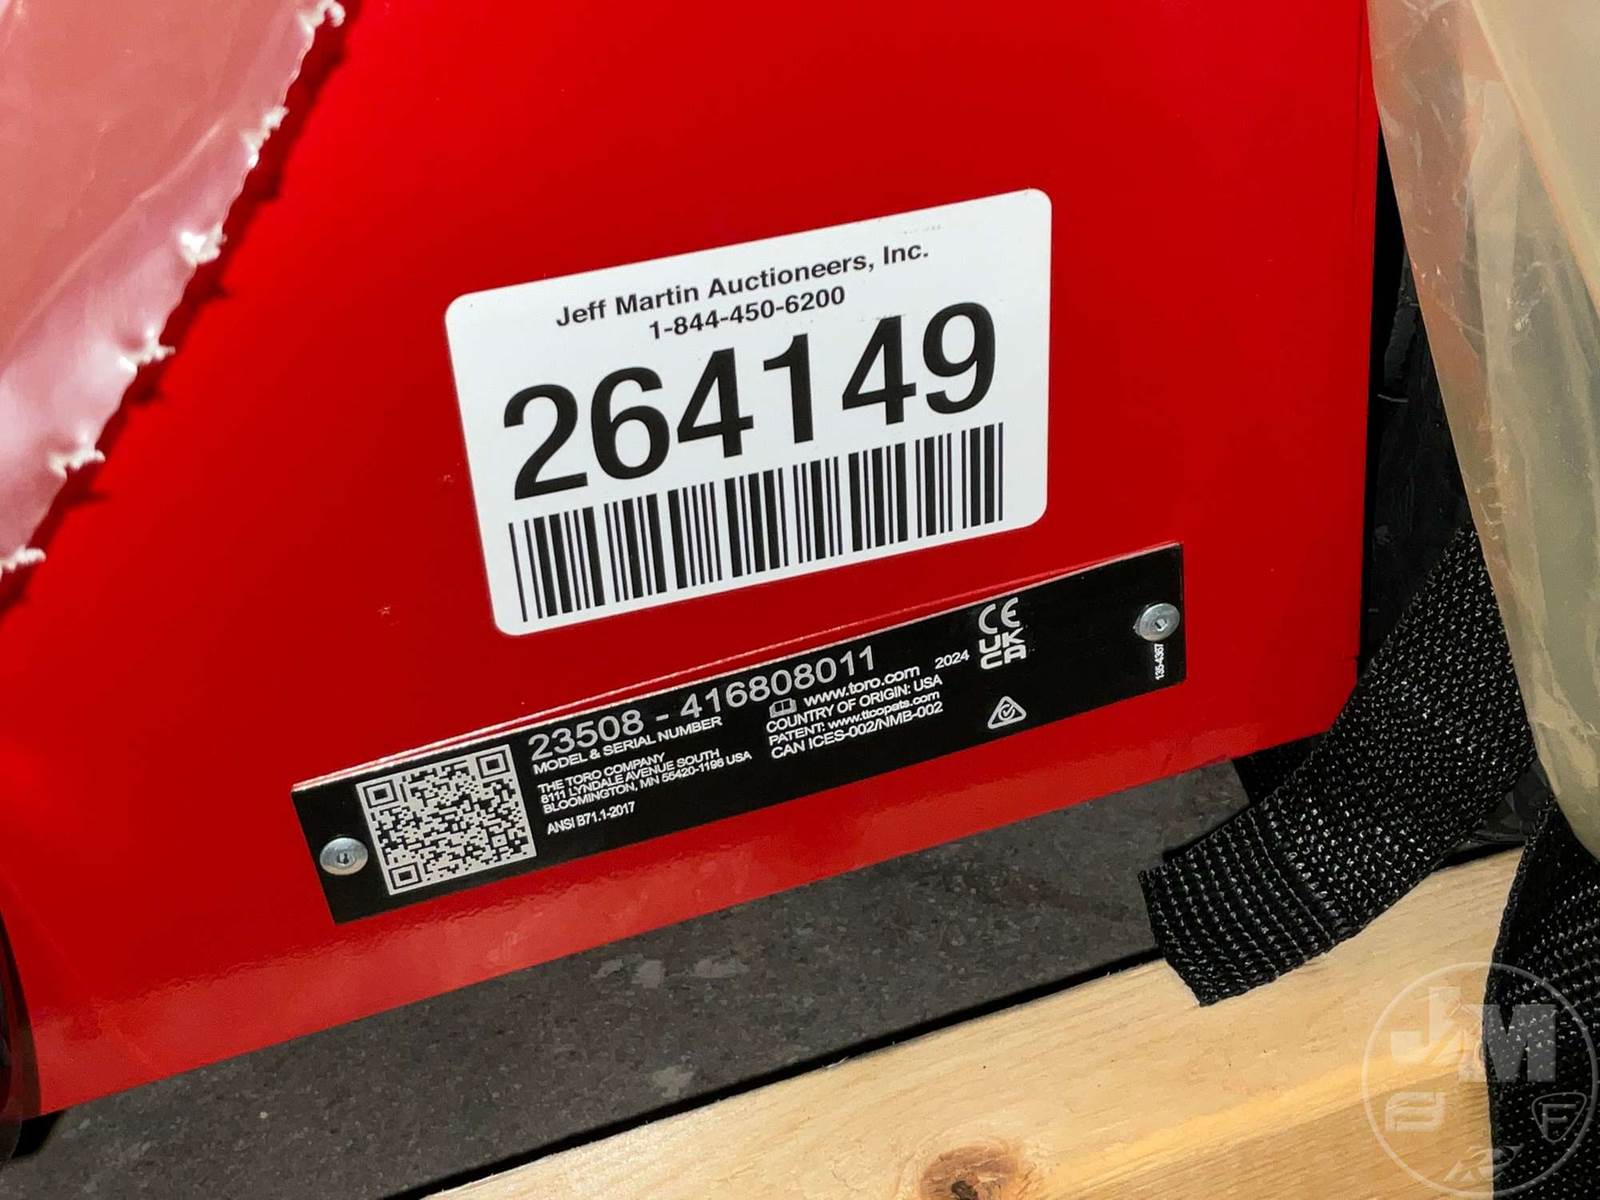 Jeff Martin Auctioneers, Inc.
1-844-450-6200
264149
23508 - 416808011
MODEL & SERIAL NUMBER
THE TORO COMPANY
8111 LYNDALE AVENUE SOUTH
BLOOMINGTON, MN 55420-1196 USA
ANSI B71.1-2017
www.toro.com 2024
COUNTRY OF ORIGIN: USA
PATENT: www.ttcopats.com
CAN ICES-002/NMB-002
CE
UK
CA
135-4367
J M
F